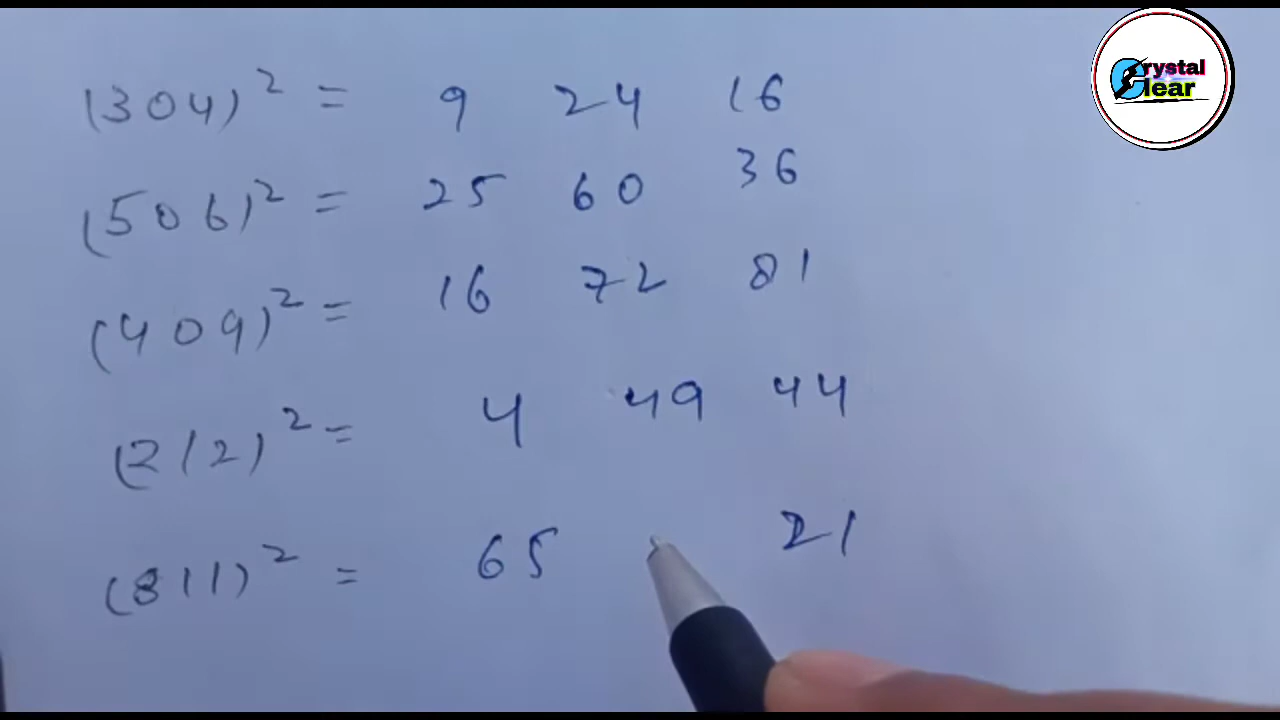 Crystal
Clear
(304)² = 9 24 16
(506)² = 25 60 36
(409)² = 16 72 81
(212)² = 4 49 44
(811)² = 65 21